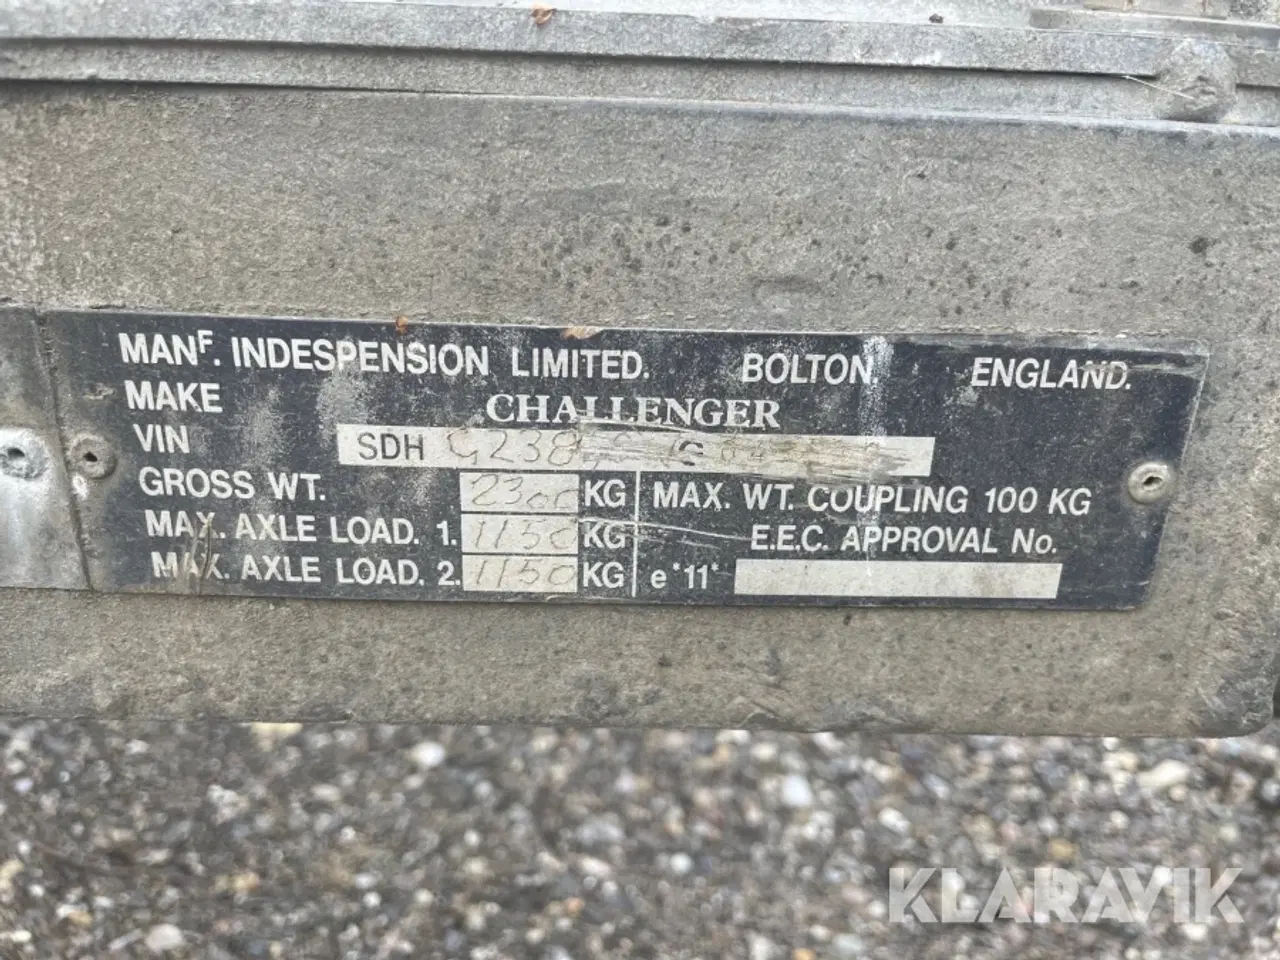 MANF. INDESPENSION LIMITED. BOLTON. ENGLAND.
MAKE CHALLENGER
VIN SDH
GROSS WT. 2300 KG MAX. WT. COUPLING 100 KG
MAX. AXLE LOAD. 1. 1150 KG E.E.C. APPROVAL No.
MAX. AXLE LOAD. 2. 1150 KG e*11*
KLARAVIK